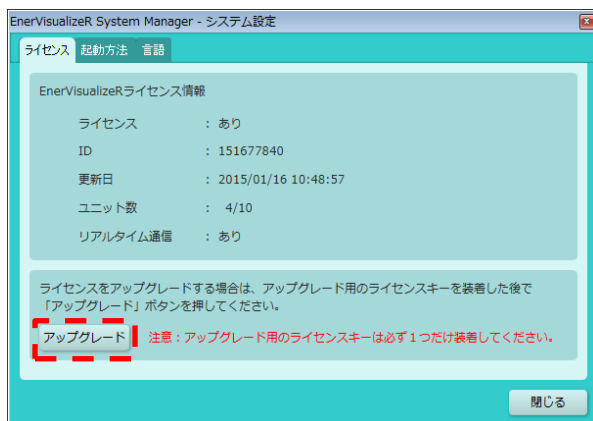 EnerVisualizeR System Manager - システム設定
ライセンス 起動方法 言語
EnerVisualizeRライセンス情報
ライセンス : あり
ID : 151677840
更新日 : 2015/01/16 10:48:57
ユニット数 : 4/10
リアルタイム通信 : あり
ライセンスをアップグレードする場合は、アップグレード用のライセンスキーを装着した後で
「アップグレード」ボタンを押してください。
アップグレード 注意：アップグレード用のライセンスキーは必ず１つだけ装着してください。
閉じる